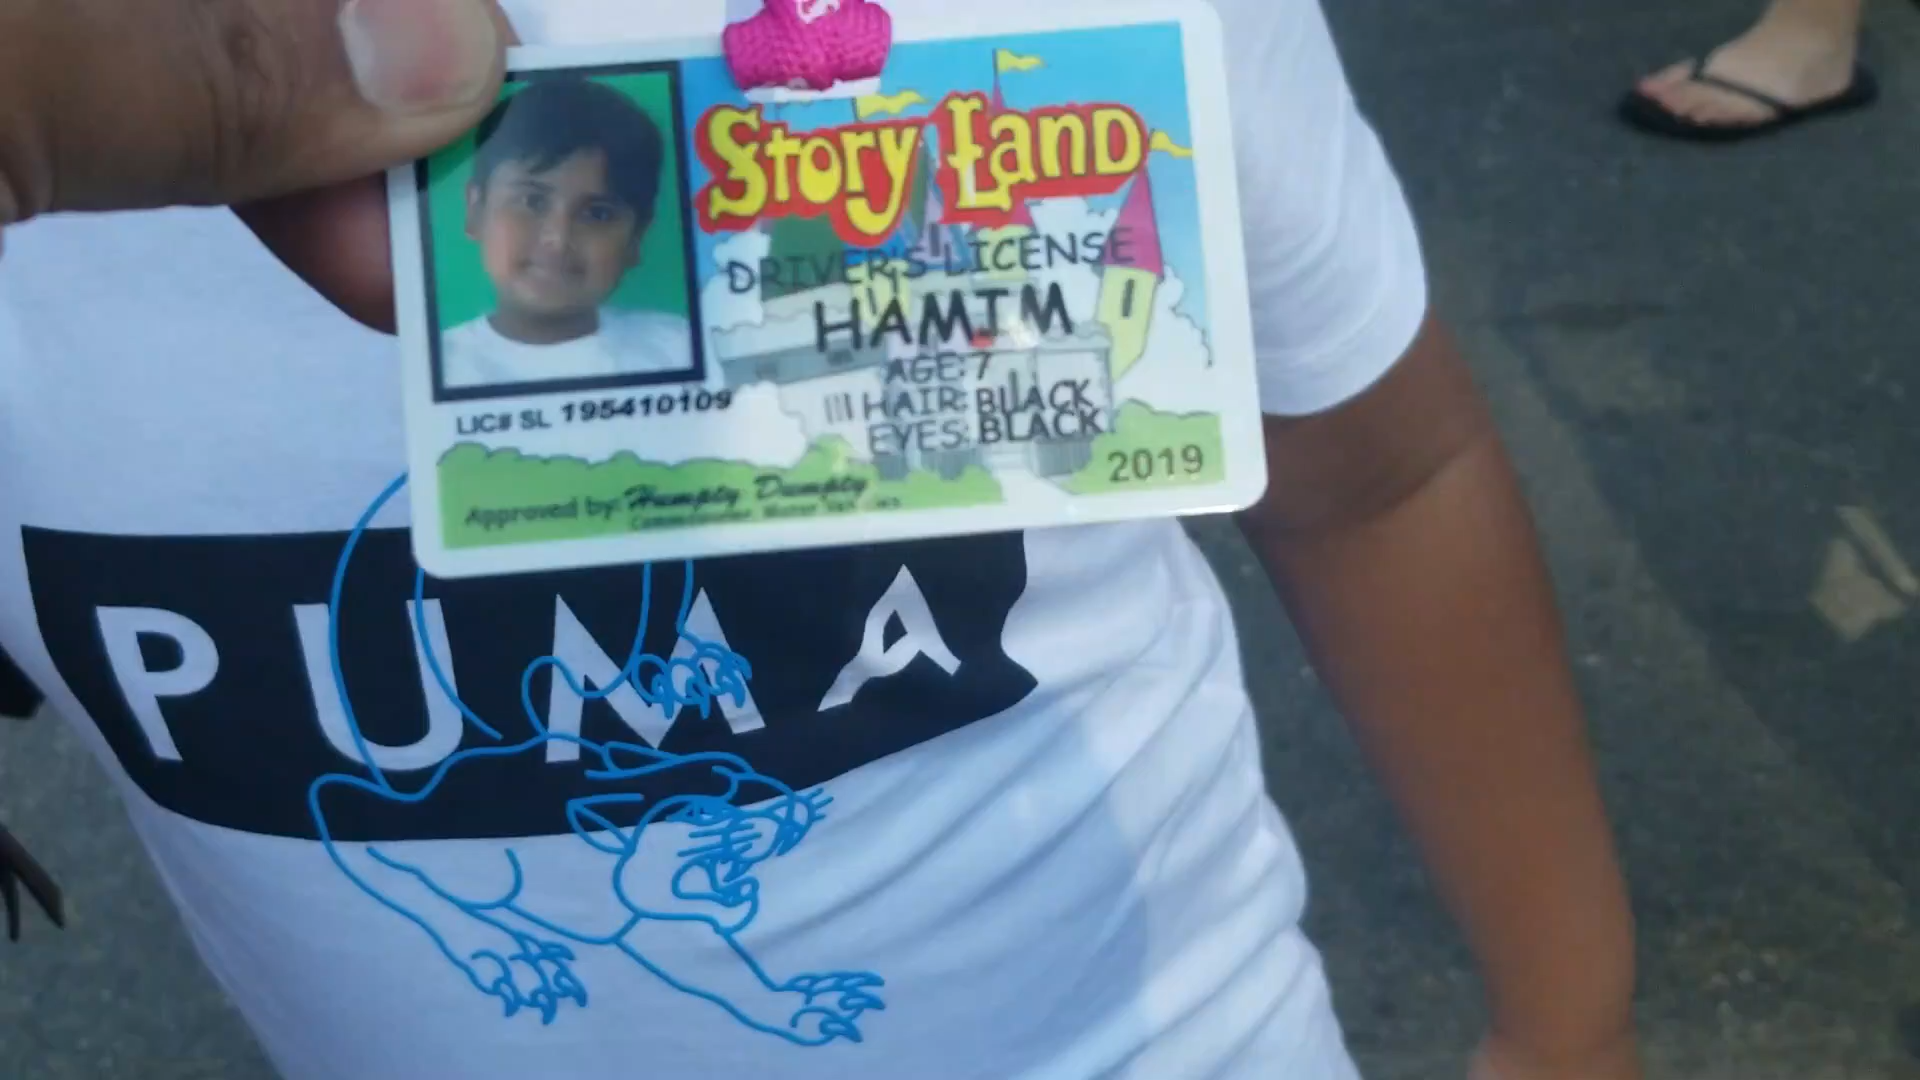 Story Land
DRIVER'S LICENSE
HAMIM
AGE: 7
HAIR: BLACK
EYES: BLACK
LIC# SL 195410109
2019
Approved by: Humpty Dumpty
PUMA